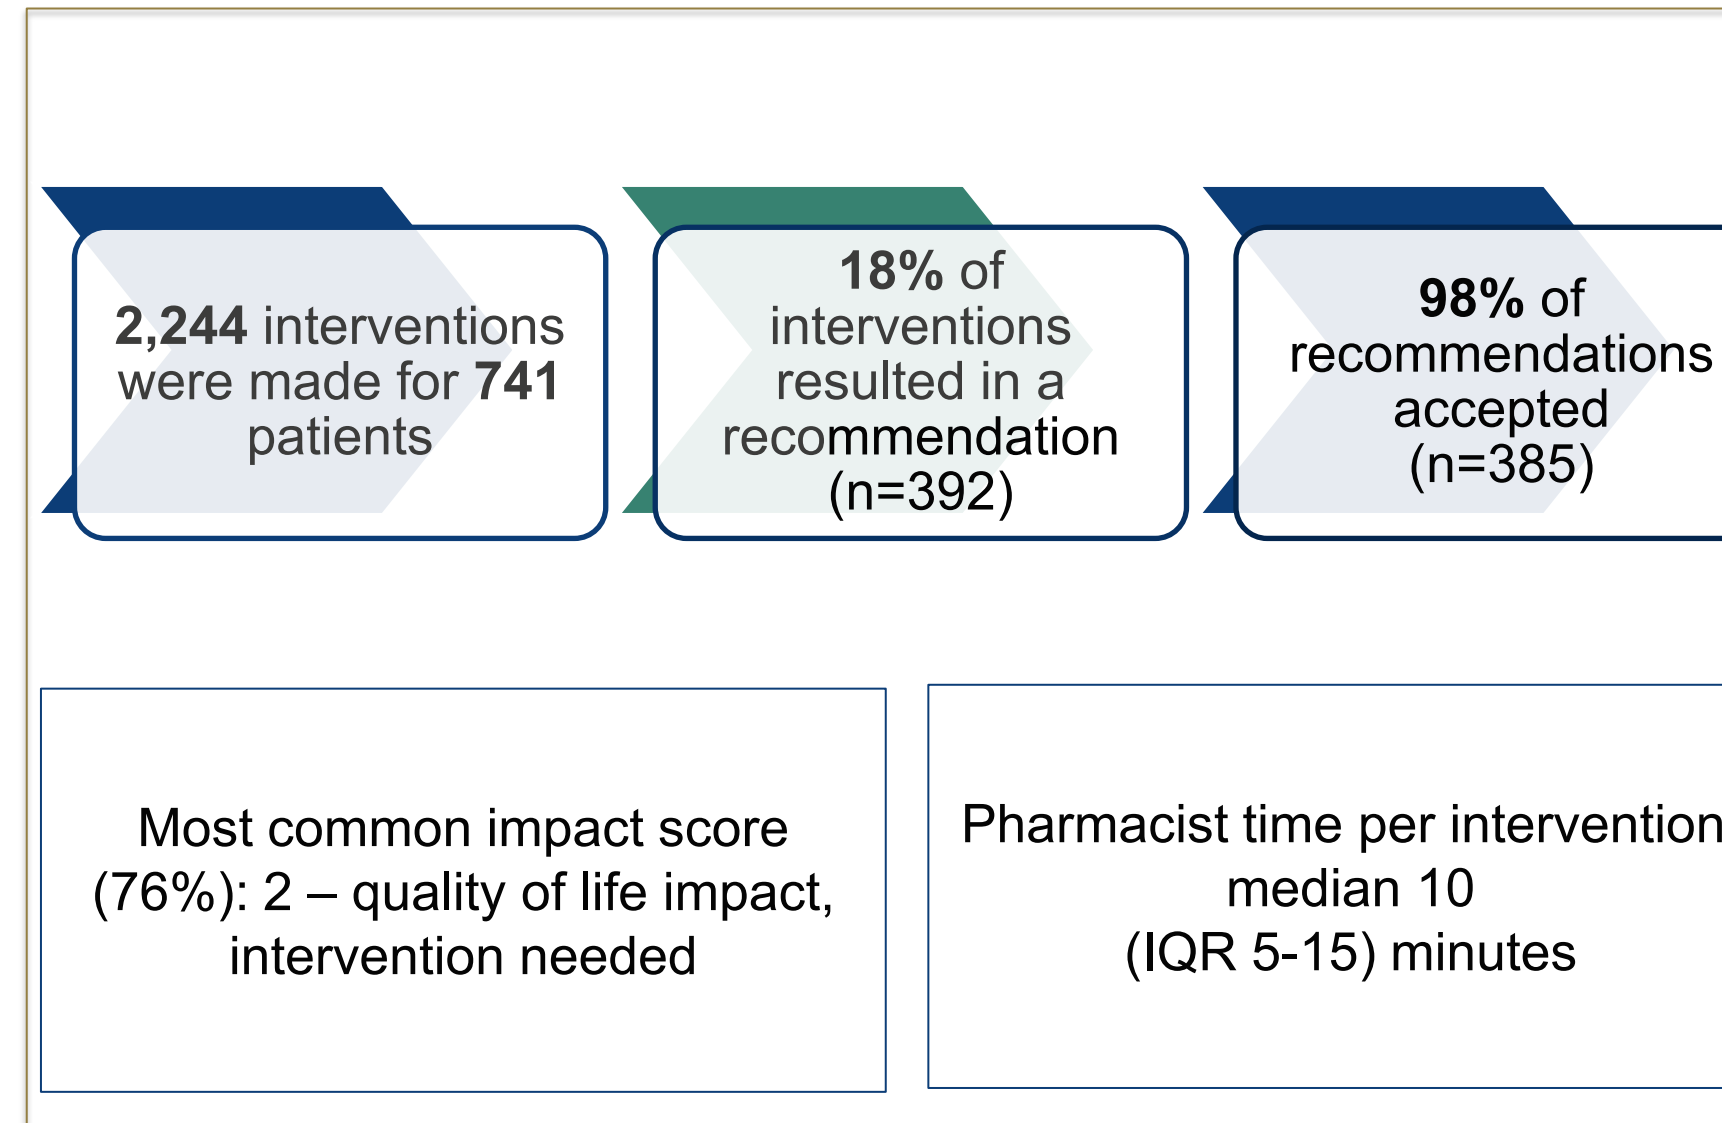 2,244 interventions
were made for 741
patients
18% of
interventions
resulted in a
recommendation
(n=392)
98% of
recommendations
accepted
(n=385)
Most common impact score
(76%): 2 – quality of life impact,
intervention needed
Pharmacist time per intervention
median 10
(IQR 5-15) minutes